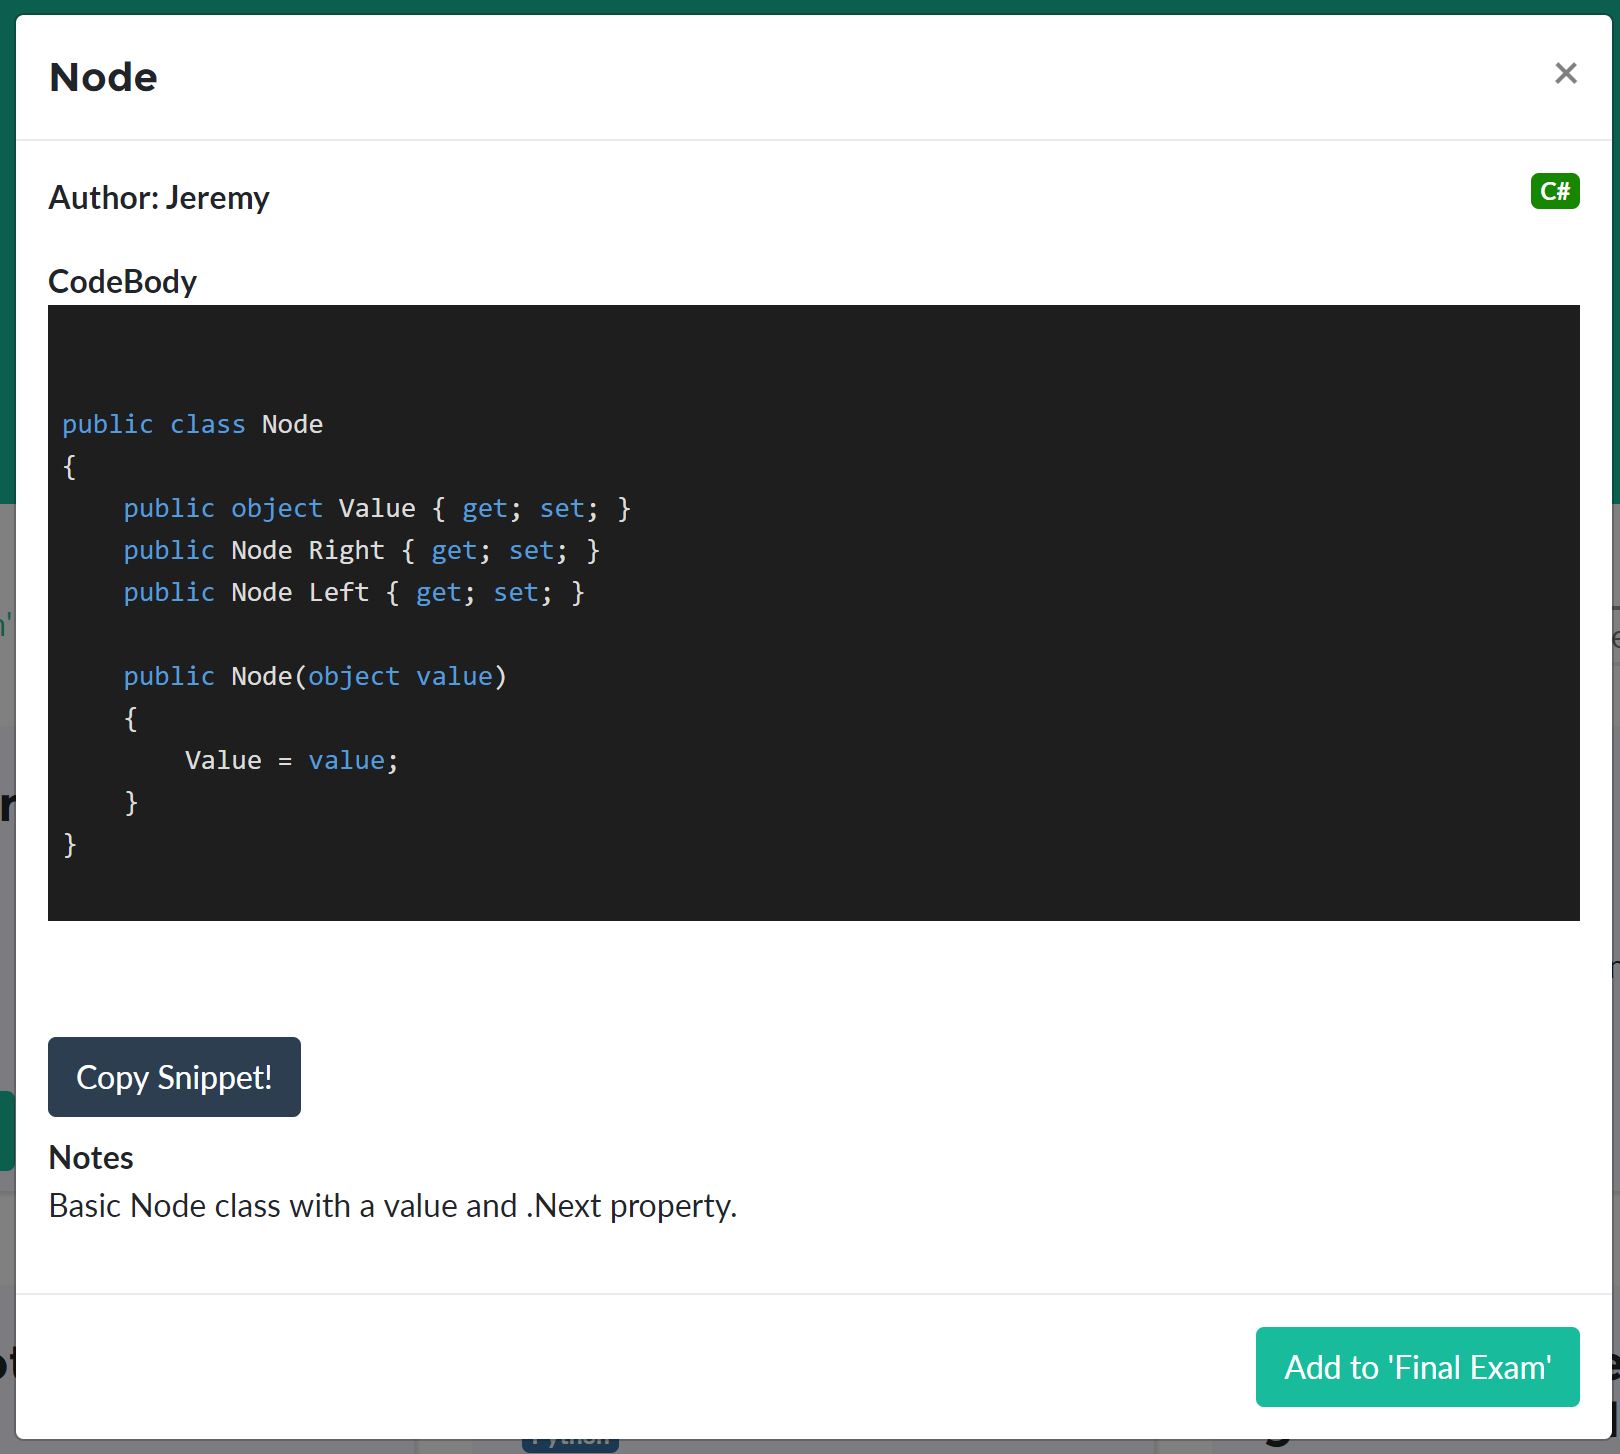 Node
×
Author: Jeremy
C#
CodeBody
public class Node
{
    public object Value { get; set; }
    public Node Right { get; set; }
    public Node Left { get; set; }

    public Node(object value)
    {
        Value = value;
    }
}
Copy Snippet!
Notes
Basic Node class with a value and .Next property.
Add to 'Final Exam'
Python